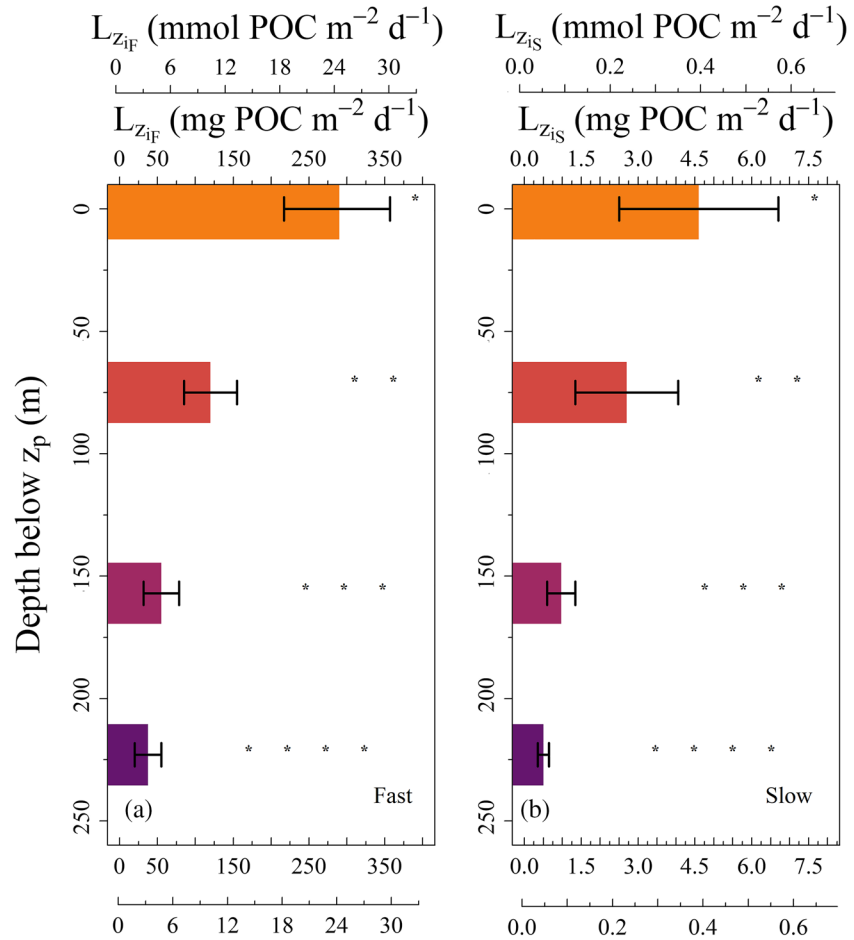 L_{z_{i_F}} (mmol POC m⁻² d⁻¹)
0 6 12 18 24 30
L_{z_{i_F}} (mg POC m⁻² d⁻¹)
0 50 150 250 350
L_{z_{i_S}} (mmol POC m⁻² d⁻¹)
0.0 0.2 0.4 0.6
L_{z_{i_S}} (mg POC m⁻² d⁻¹)
0.0 1.5 3.0 4.5 6.0 7.5
Depth below z_p (m)
0
50
100
150
200
250
*
* *
* * *
* * * *
Fast
(a)
0 50 150 250 350
0 6 12 18 24 30
0
50
100
150
200
250
*
* *
* * *
* * * *
Slow
(b)
0.0 1.5 3.0 4.5 6.0 7.5
0.0 0.2 0.4 0.6